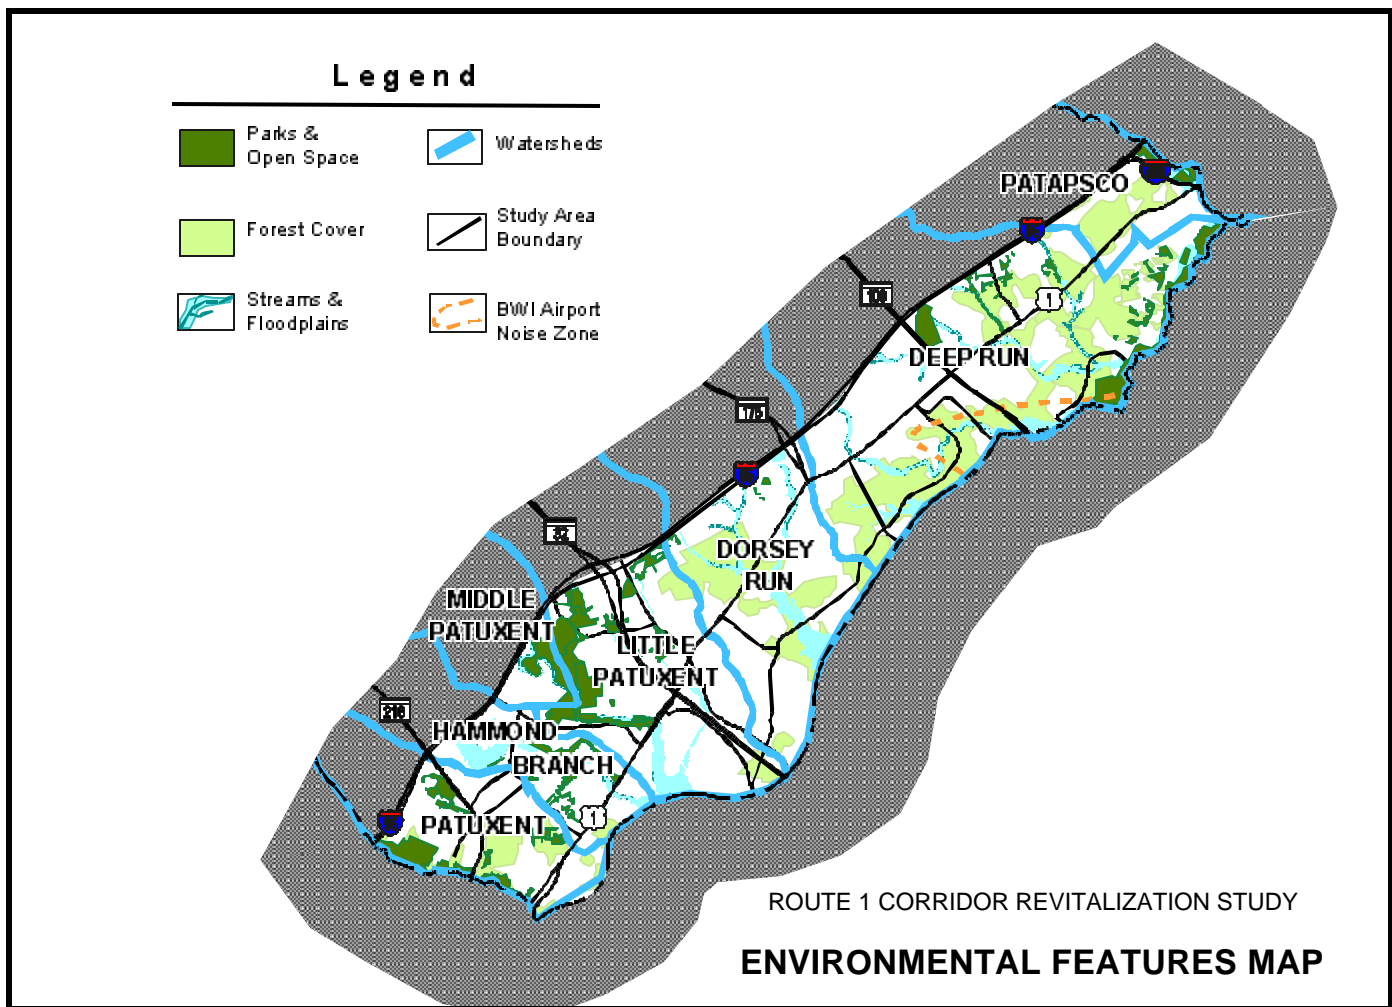 Legend
Parks &
Open Space
Watersheds
Forest Cover
Study Area
Boundary
Streams &
Floodplains
BWI Airport
Noise Zone
PATAPSCO
100
1
DEEP RUN
175
32
DORSEY
RUN
MIDDLE
PATUXENT
LITTLE
PATUXENT
216
HAMMOND
BRANCH
1
PATUXENT
ROUTE 1 CORRIDOR REVITALIZATION STUDY
ENVIRONMENTAL FEATURES MAP